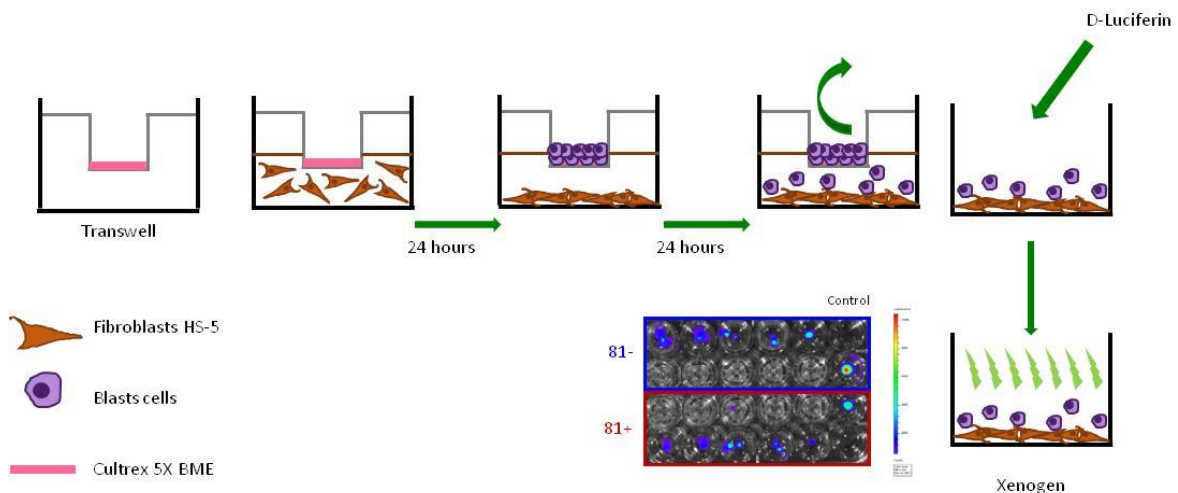 D-Luciferin
Transwell
24 hours
24 hours
Fibroblasts HS-5
Blasts cells
Cultrex 5X BME
Control
81-
81+
Xenogen